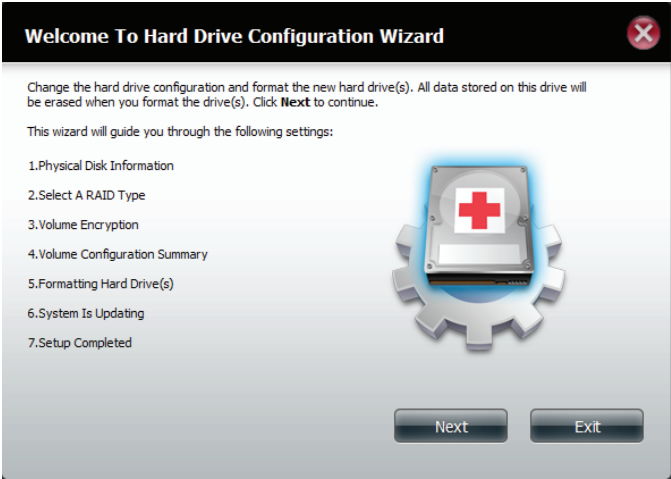 Welcome To Hard Drive Configuration Wizard
Change the hard drive configuration and format the new hard drive(s). All data stored on this drive will
be erased when you format the drive(s). Click Next to continue.
This wizard will guide you through the following settings:
1.Physical Disk Information
2.Select A RAID Type
3.Volume Encryption
4.Volume Configuration Summary
5.Formatting Hard Drive(s)
6.System Is Updating
7.Setup Completed
Next
Exit